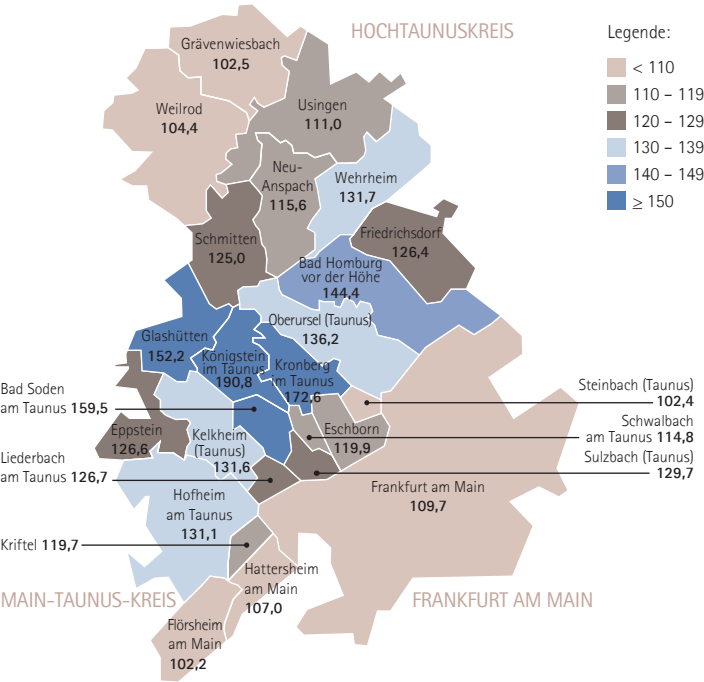 HOCHTAUNUSKREIS
Legende:
< 110
110 – 119
120 – 129
130 – 139
140 – 149
≥ 150
Grävenwiesbach
102,5
Weilrod
104,4
Usingen
111,0
Neu-
Anspach
115,6
Wehrheim
131,7
Schmitten
125,0
Friedrichsdorf
126,4
Bad Homburg
vor der Höhe
144,4
Oberursel (Taunus)
136,2
Glashütten
152,2
Königstein
im Taunus
190,8
Kronberg
im Taunus
172,6
Bad Soden
am Taunus 159,5
Steinbach (Taunus)
102,4
Schwalbach
am Taunus 114,8
Sulzbach (Taunus)
129,7
Eschborn
119,9
Eppstein
126,6
Kelkheim
(Taunus)
131,6
Liederbach
am Taunus 126,7
Frankfurt am Main
109,7
Hofheim
am Taunus
131,1
Kriftel 119,7
Hattersheim
am Main
107,0
MAIN-TAUNUS-KREIS
FRANKFURT AM MAIN
Flörsheim
am Main
102,2